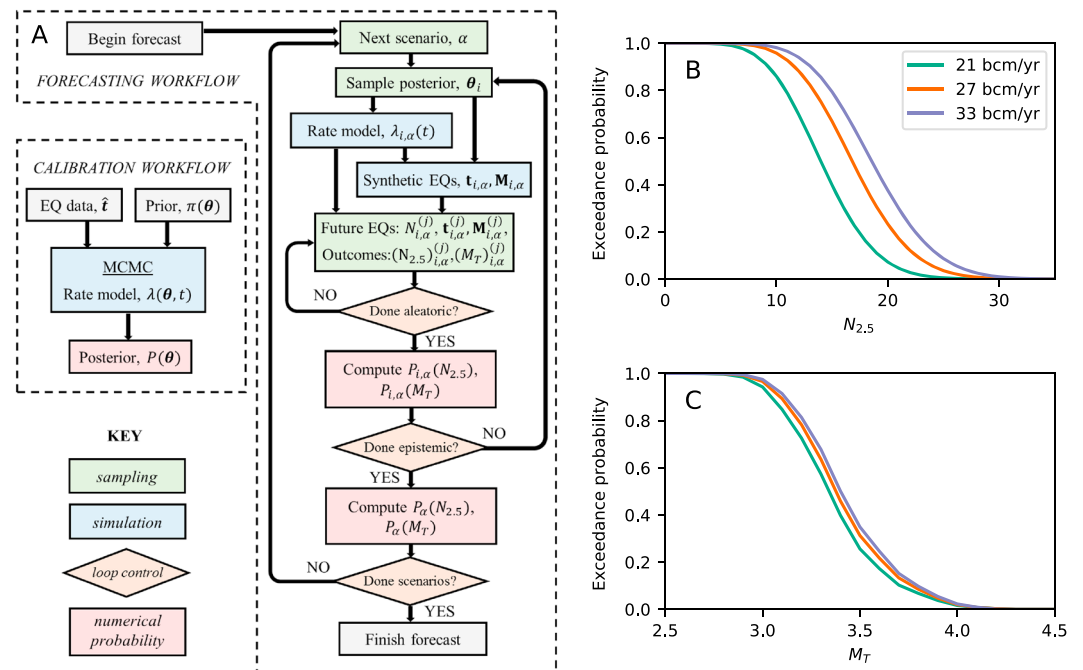 A
Begin forecast
FORECASTING WORKFLOW
Next scenario, α
Sample posterior, θᵢ
Rate model, λᵢ,α(t)
Synthetic EQs, tᵢ,α, Mᵢ,α
Future EQs: N_{i,α}^{(j)}, t_{i,α}^{(j)}, M_{i,α}^{(j)},
Outcomes:(N_{2.5})_{i,α}^{(j)},(M_T)_{i,α}^{(j)}
NO
Done aleatoric?
YES
Compute P_{i,α}(N_{2.5}),
P_{i,α}(M_T)
NO
Done epistemic?
YES
Compute P_α(N_{2.5}),
P_α(M_T)
NO
Done scenarios?
YES
Finish forecast
CALIBRATION WORKFLOW
EQ data, t̂
Prior, π(θ)
MCMC
Rate model, λ(θ, t)
Posterior, P(θ)
KEY
sampling
simulation
loop control
numerical
probability
B
21 bcm/yr
27 bcm/yr
33 bcm/yr
Exceedance probability
1.0
0.8
0.6
0.4
0.2
0.0
0 10 20 30
N_{2.5}
C
Exceedance probability
1.0
0.8
0.6
0.4
0.2
0.0
2.5 3.0 3.5 4.0 4.5
M_T